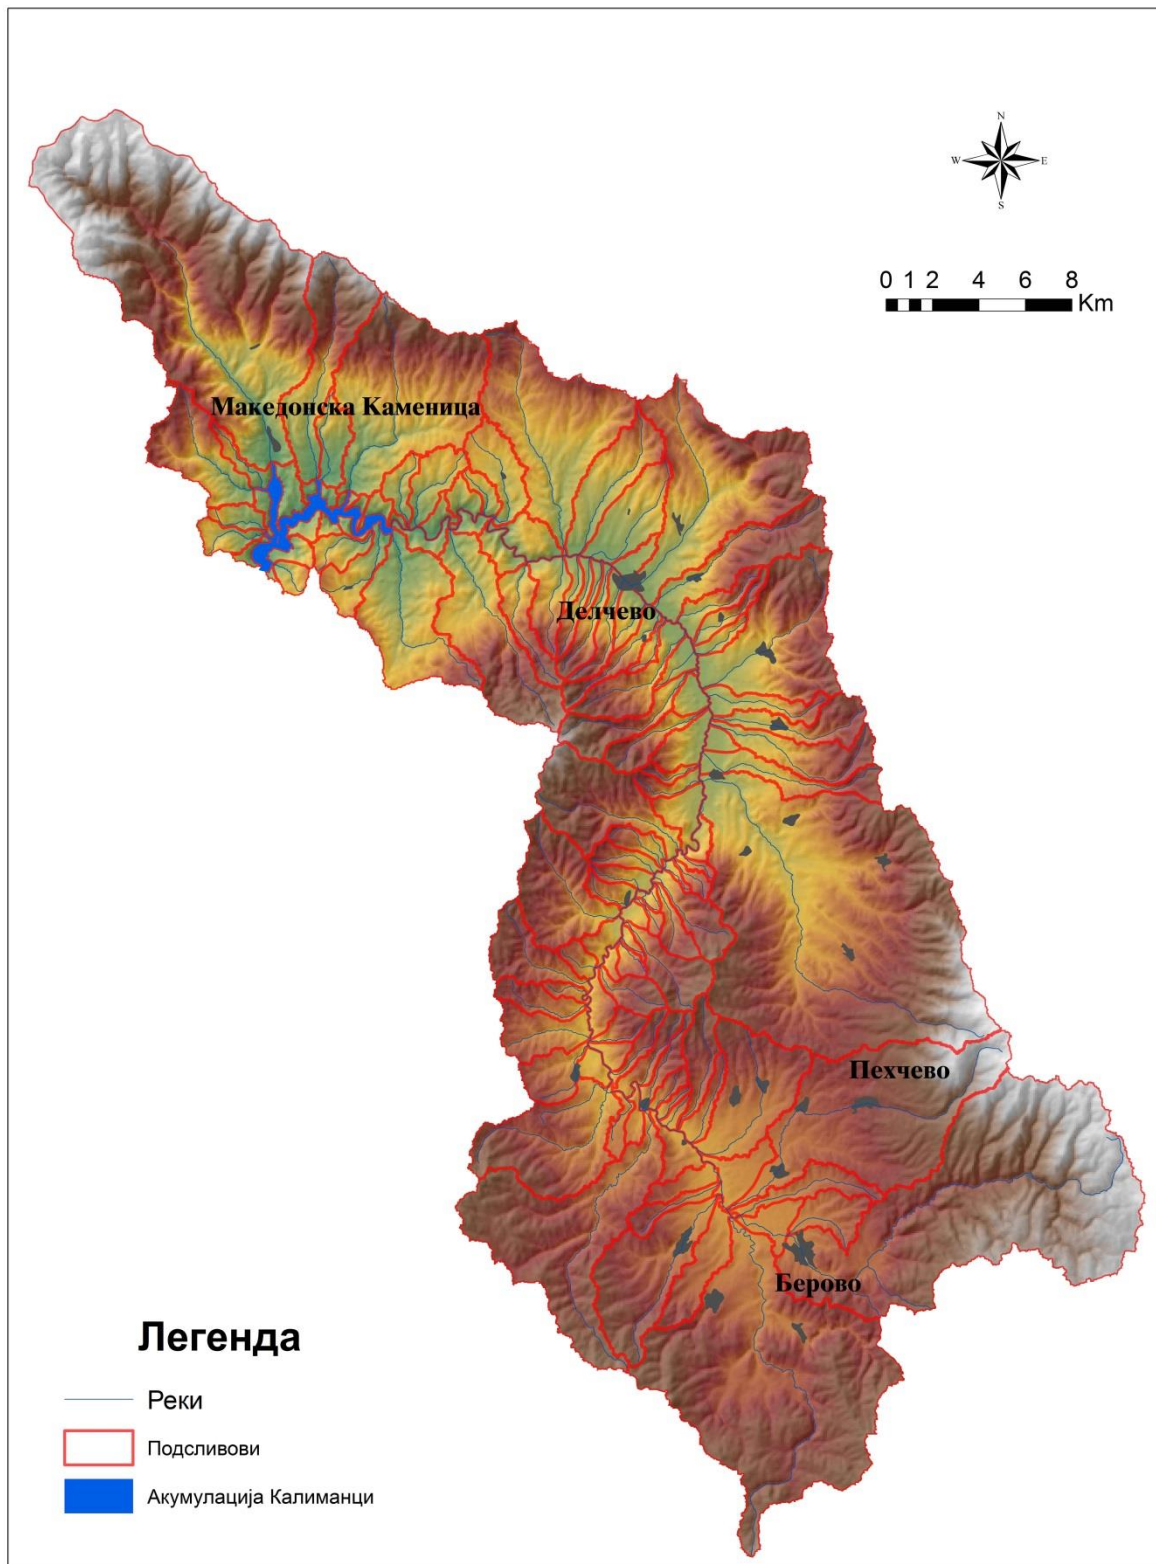 N
W E
S
0 1 2 4 6 8
Km
Македонска Каменица
Делчево
Пехчево
Берово
Легенда
Реки
Подсливови
Акумулација Калиманци